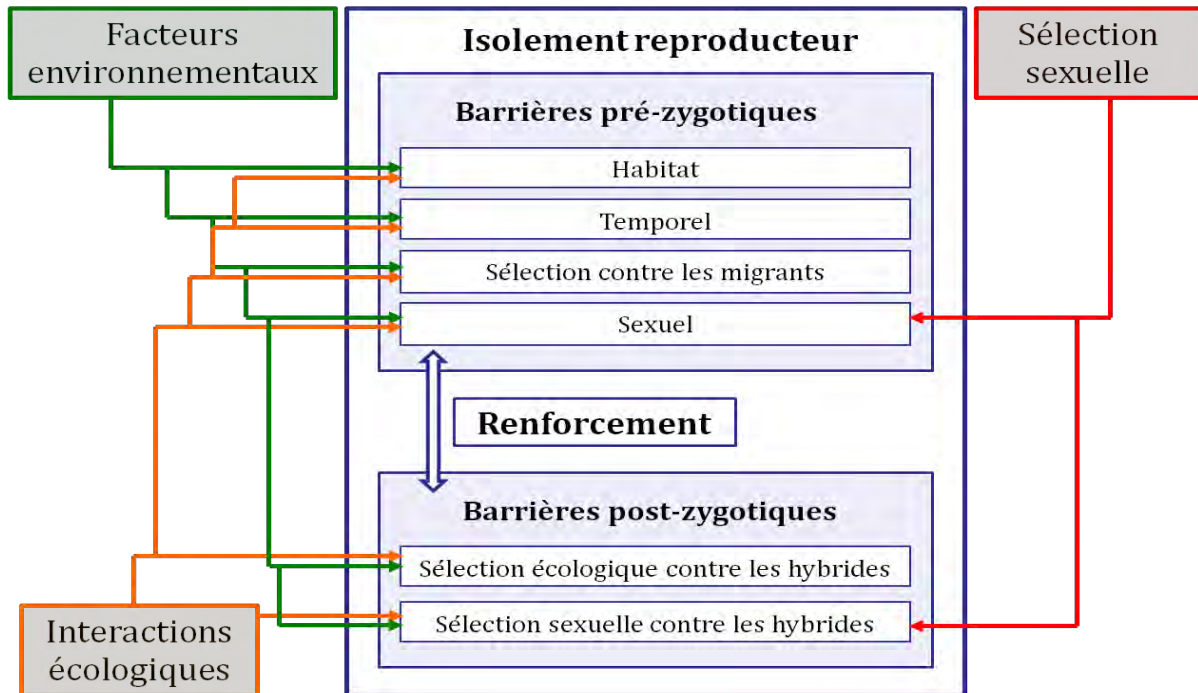 Facteurs
environnementaux
Isolement reproducteur
Sélection
sexuelle
Barrières pré-zygotiques
Habitat
Temporel
Sélection contre les migrants
Sexuel
Renforcement
Barrières post-zygotiques
Sélection écologique contre les hybrides
Sélection sexuelle contre les hybrides
Interactions
écologiques